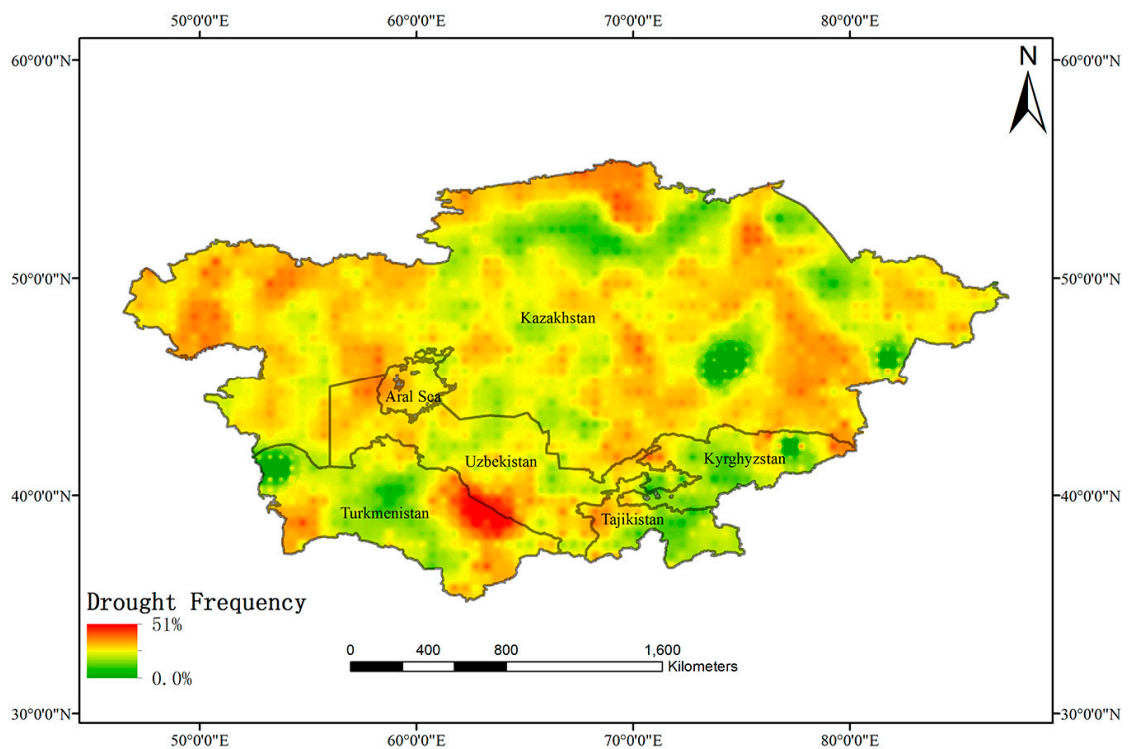 50°0'0"E 60°0'0"E 70°0'0"E 80°0'0"E
60°0'0"N 60°0'0"N
N
50°0'0"N 50°0'0"N
Kazakhstan
Aral Sea
Uzbekistan Kyrghyzstan
40°0'0"N 40°0'0"N
Turkmenistan Tajikistan
Drought Frequency
51%
0.0%
0 400 800 1,600
Kilometers
30°0'0"N 30°0'0"N
50°0'0"E 60°0'0"E 70°0'0"E 80°0'0"E